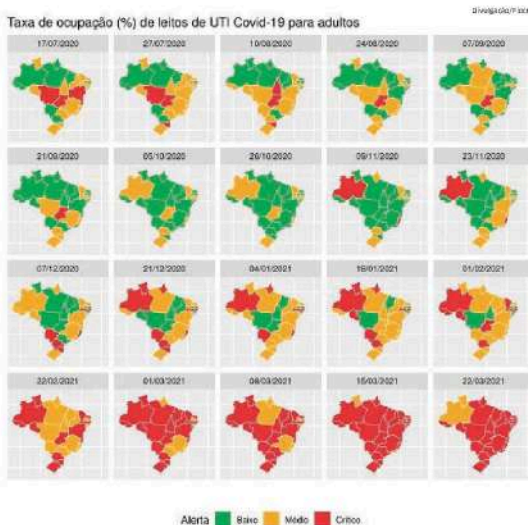 Taxa de ocupação (%) de leitos de UTI Covid-19 para adultos
17/07/2020 27/07/2020 10/08/2020 24/08/2020 07/09/2020
21/09/2020 05/10/2020 26/10/2020 09/11/2020 23/11/2020
07/12/2020 21/12/2020 04/01/2021 18/01/2021 01/02/2021
22/02/2021 01/03/2021 08/03/2021 15/03/2021 22/03/2021
Alerta Baixo Médio Crítico